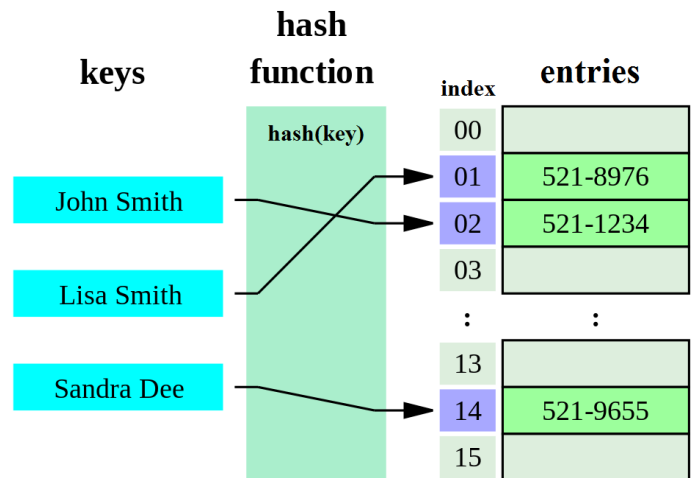 keys
hash
function
index
entries
hash(key)
John Smith
Lisa Smith
Sandra Dee
00
01 521-8976
02 521-1234
03
: :
13
14 521-9655
15